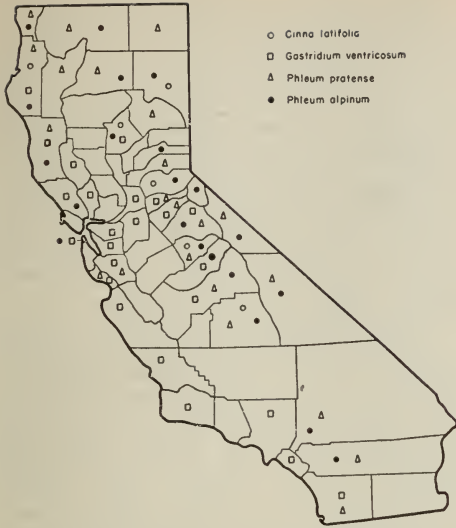 Cinna latifolia
Gastridium ventricosum
Phleum pratense
Phleum alpinum